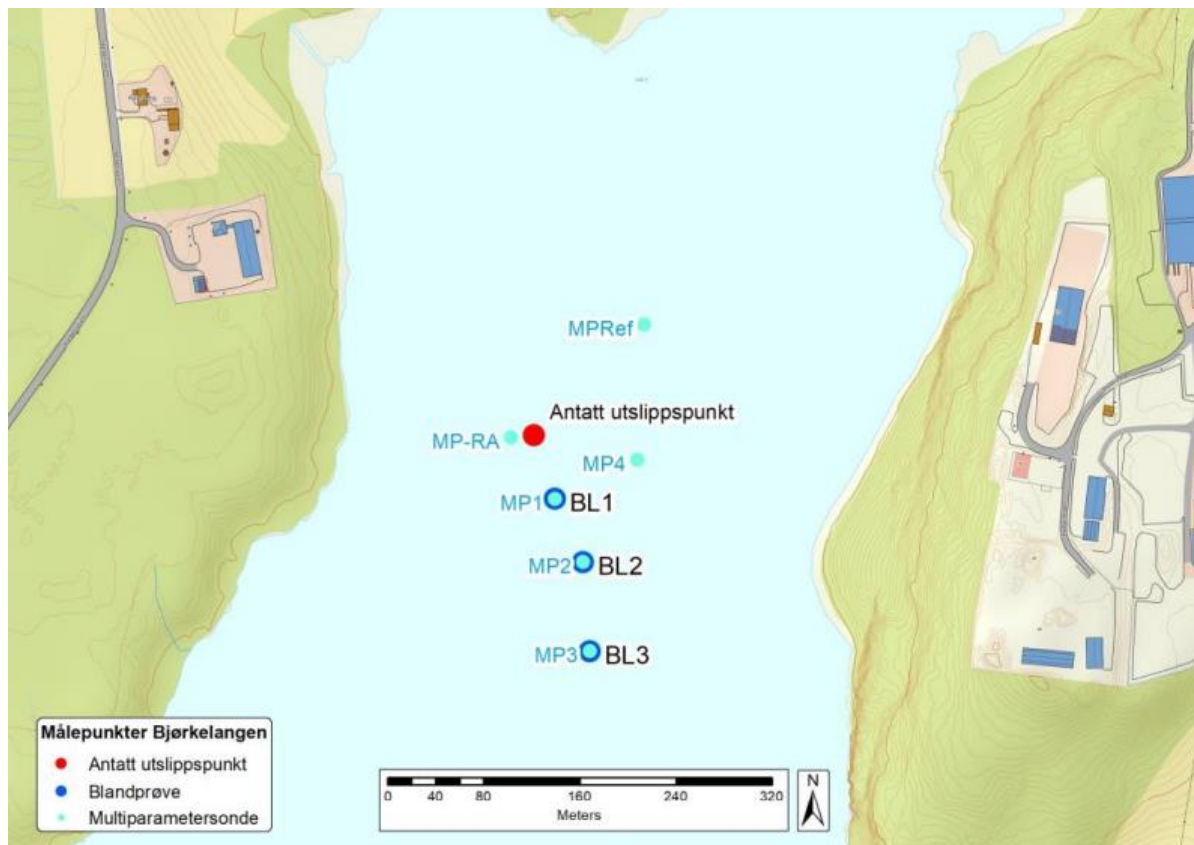 MPRef
Antatt utslippspunkt
MP-RA
MP4
MP1 BL1
MP2 BL2
MP3 BL3
Målepunkter Bjørkelangen
Antatt utslippspunkt
Blandprøve
Multiparametersonde
0 40 80 160 240 320
Meters
N